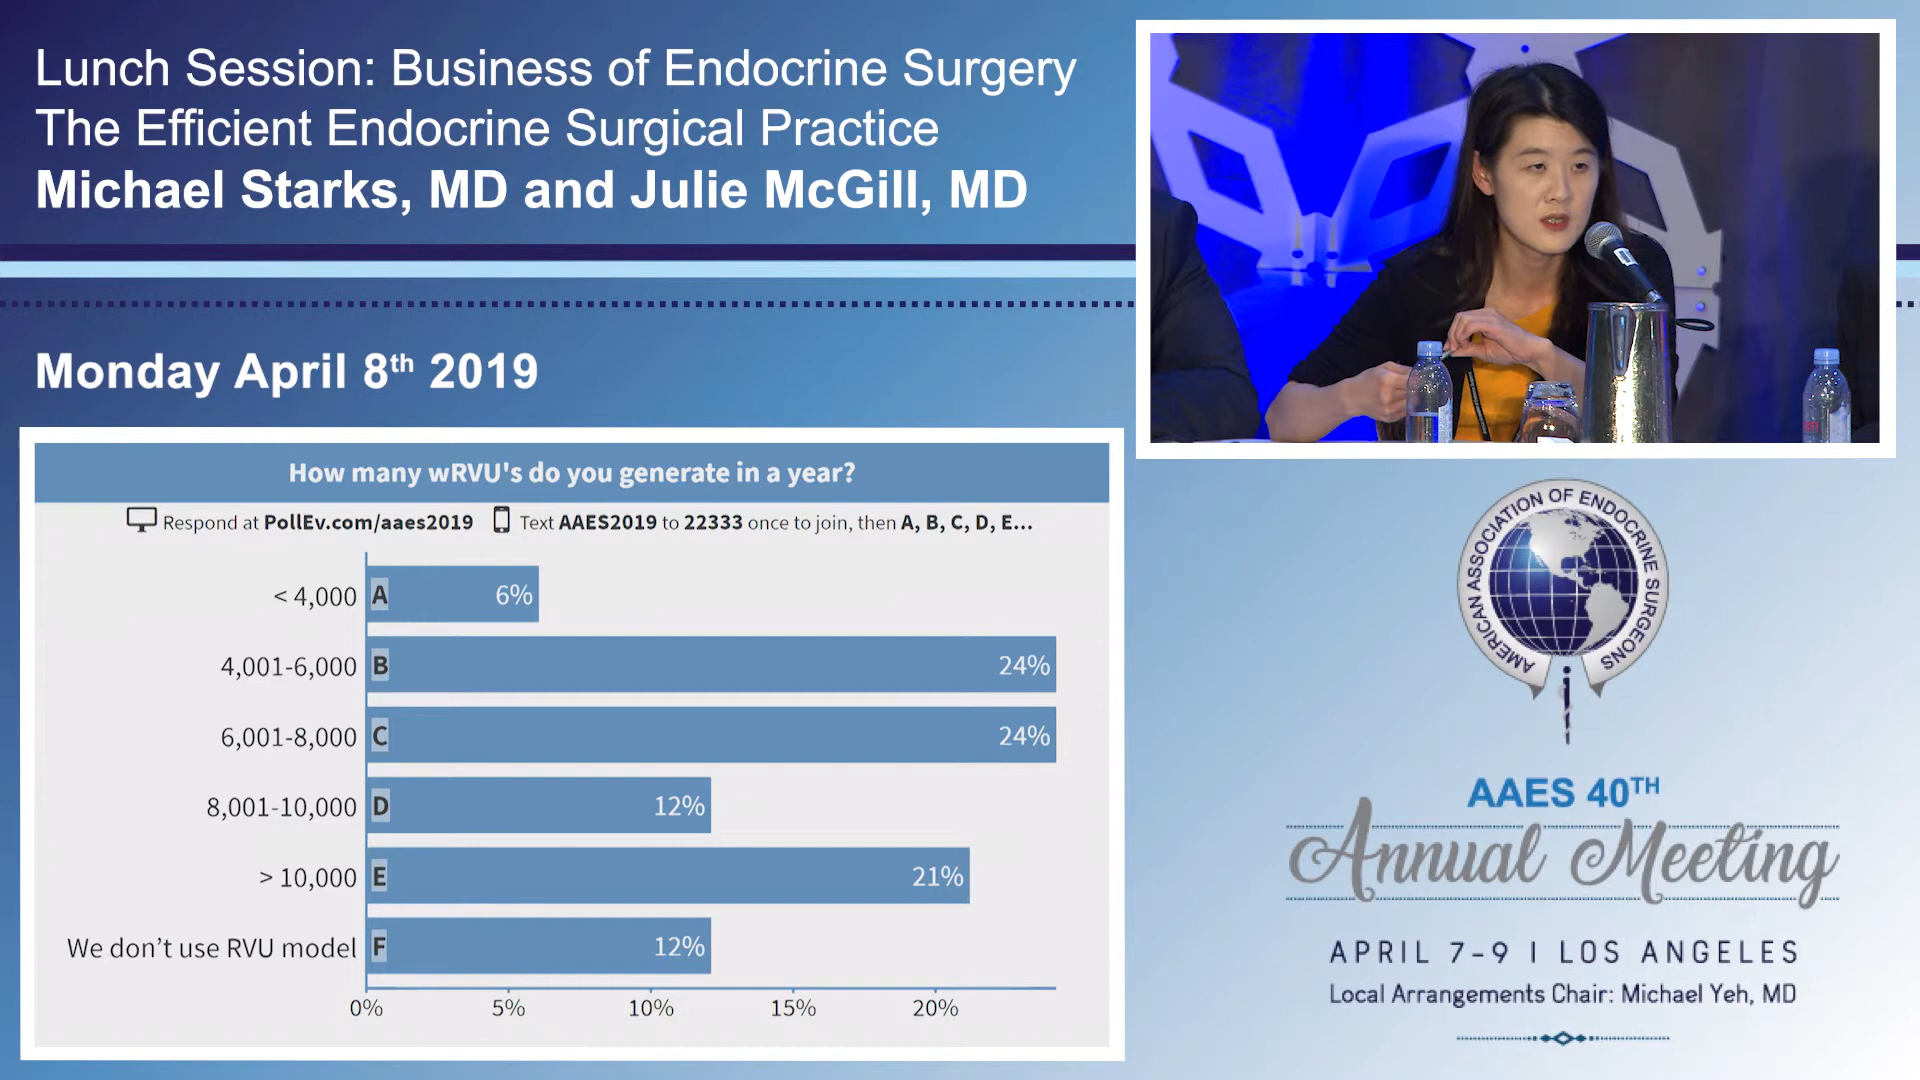 Lunch Session: Business of Endocrine Surgery
The Efficient Endocrine Surgical Practice
Michael Starks, MD and Julie McGill, MD
Monday April 8th 2019
How many wRVU's do you generate in a year?
Respond at PollEv.com/aaes2019 Text AAES2019 to 22333 once to join, then A, B, C, D, E...
< 4,000 A 6%
4,001-6,000 B 24%
6,001-8,000 C 24%
8,001-10,000 D 12%
> 10,000 E 21%
We don’t use RVU model F 12%
0% 5% 10% 15% 20%
AMERICAN ASSOCIATION OF ENDOCRINE SURGEONS
AAES 40TH
Annual Meeting
APRIL 7-9 | LOS ANGELES
Local Arrangements Chair: Michael Yeh, MD